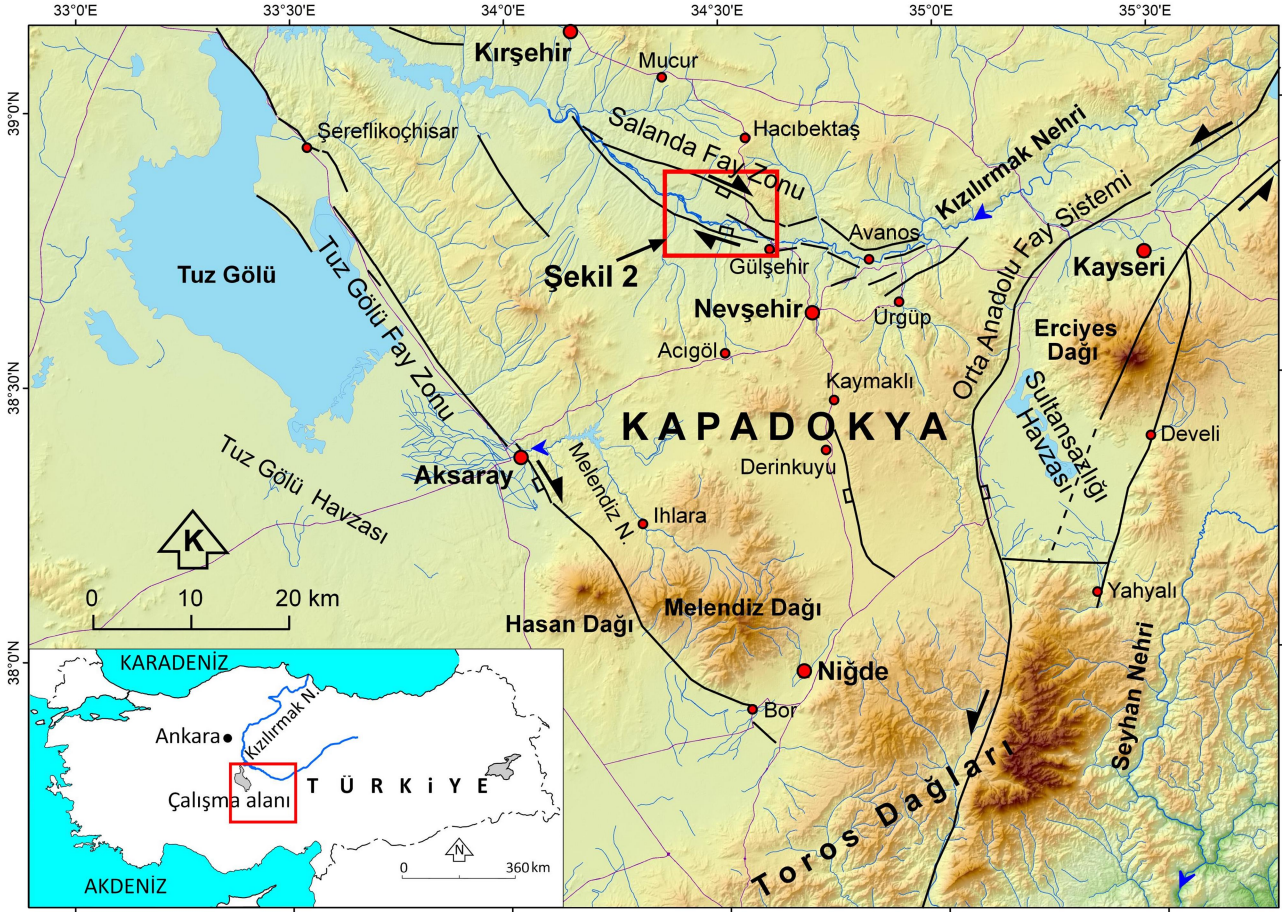 33°0'E
33°30'E
34°0'E
34°30'E
35°0'E
35°30'E
39°0'N
38°30'N
38°0'N
Kırşehir
Mucur
Şereflikoçhisar
Salanda Fay Zonu
Hacıbektaş
Kızılırmak Nehri
Avanos
Gülşehir
Şekil 2
Tuz Gölü
Tuz Gölü Fay Zonu
Nevşehir
Ürgüp
Orta Anadolu Fay Sistemi
Kayseri
Erciyes
Dağı
Acıgöl
Kaymaklı
KAPADOKYA
Sultansazlığı
Havzası
Develi
Derinkuyu
Aksaray
Melendiz N.
Tuz Gölü Havzası
Ihlara
K
0 10 20 km
Hasan Dağı
Melendiz Dağı
Yahyalı
Niğde
Bor
Seyhan Nehri
Toros Dağları
KARADENİZ
Ankara
Kızılırmak N.
TÜRKİYE
Çalışma alanı
N
0 360 km
AKDENİZ